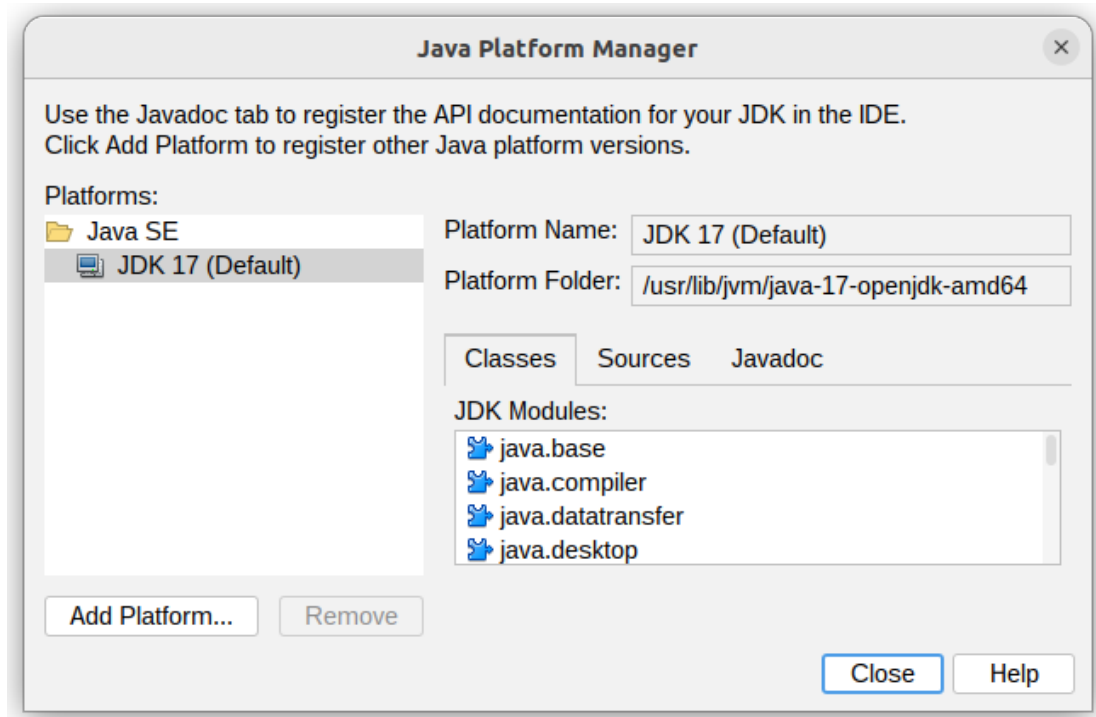 Java Platform Manager
Use the Javadoc tab to register the API documentation for your JDK in the IDE.
Click Add Platform to register other Java platform versions.
Platforms:
Java SE
JDK 17 (Default)
Platform Name: JDK 17 (Default)
Platform Folder: /usr/lib/jvm/java-17-openjdk-amd64
Classes Sources Javadoc
JDK Modules:
java.base
java.compiler
java.datatransfer
java.desktop
Add Platform... Remove
Close Help